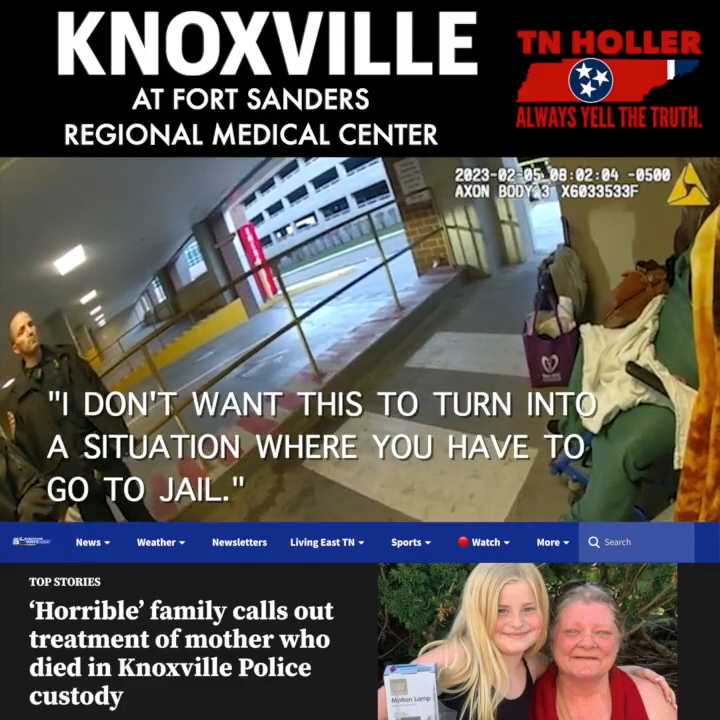 KNOXVILLE
AT FORT SANDERS
REGIONAL MEDICAL CENTER
TN HOLLER
ALWAYS YELL THE TRUTH.
2023-02-05 08:02:04 -0500
AXON BODY 3 X6033533F
"I DON'T WANT THIS TO TURN INTO
A SITUATION WHERE YOU HAVE TO
GO TO JAIL."
News
Weather
Newsletters
Living East TN
Sports
Watch
More
Search
TOP STORIES
‘Horrible’ family calls out
treatment of mother who
died in Knoxville Police
custody
Motion Lamp